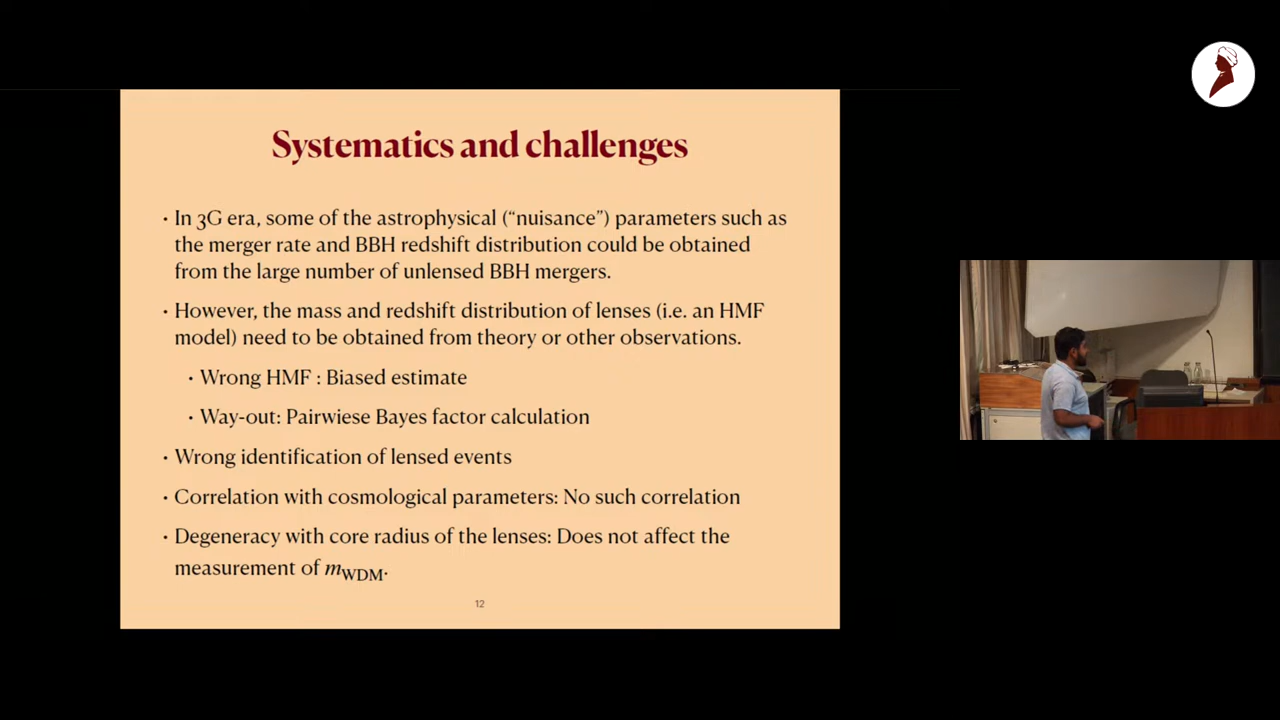 Systematics and challenges
• In 3G era, some of the astrophysical (“nuisance”) parameters such as
the merger rate and BBH redshift distribution could be obtained
from the large number of unlensed BBH mergers.
• However, the mass and redshift distribution of lenses (i.e. an HMF
model) need to be obtained from theory or other observations.
• Wrong HMF : Biased estimate
• Way-out: Pairwiese Bayes factor calculation
• Wrong identification of lensed events
• Correlation with cosmological parameters: No such correlation
• Degeneracy with core radius of the lenses: Does not affect the
measurement of mWDM.
12